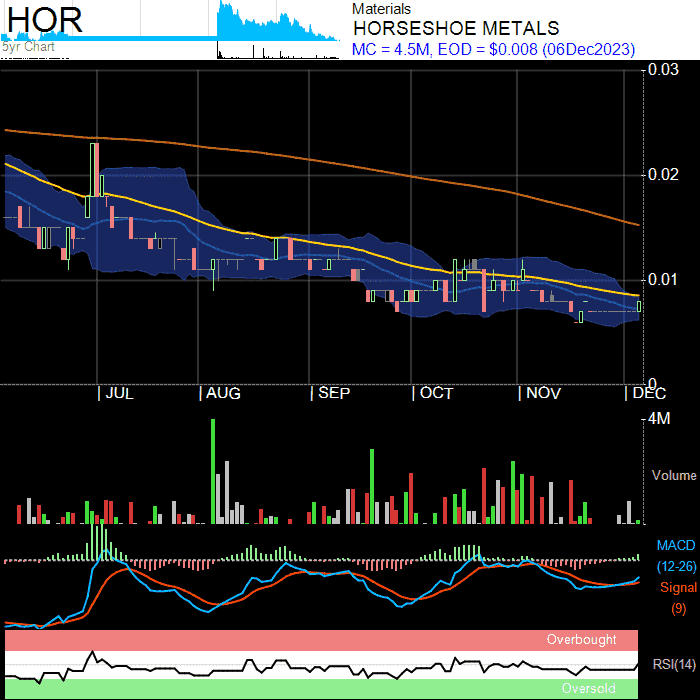 HOR
5yr Chart
Materials
HORSESHOE METALS
MC = 4.5M, EOD = $0.008 (06Dec2023)
0.03
0.02
0.01
0
| JUL | AUG | SEP | OCT | NOV | DEC
4M
Volume
MACD
(12-26)
Signal
(9)
Overbought
RSI(14)
Oversold